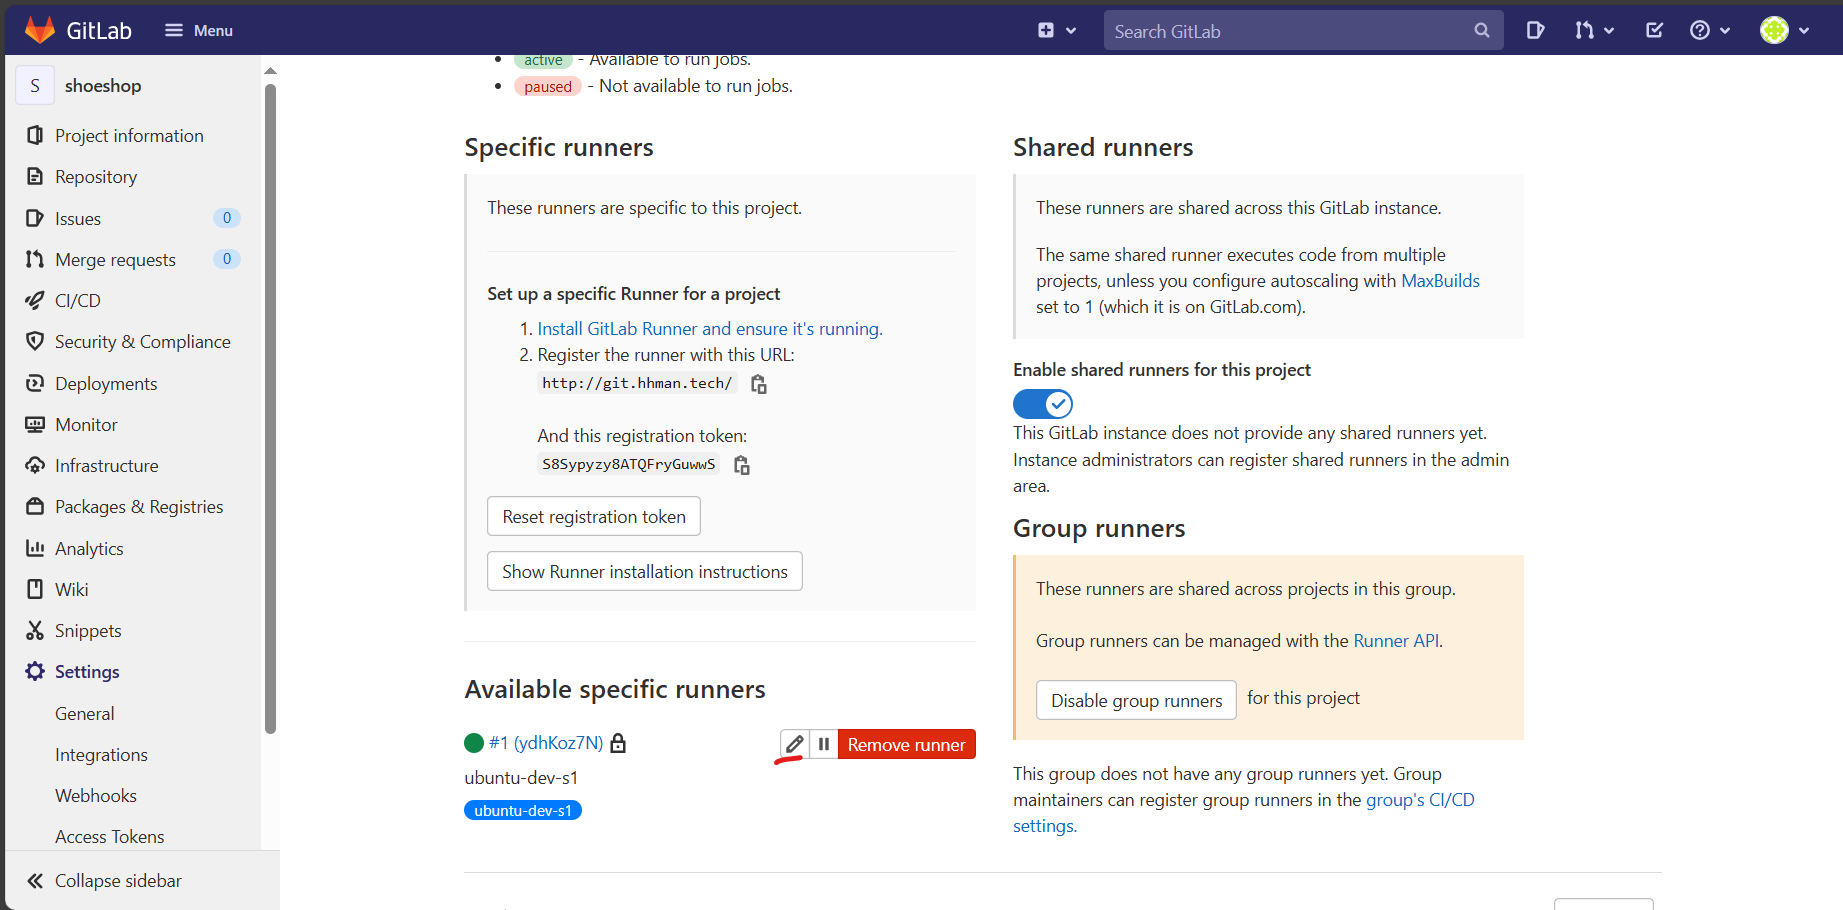 GitLab
Menu
Search GitLab
S
shoeshop
Project information
Repository
Issues
0
Merge requests
0
CI/CD
Security & Compliance
Deployments
Monitor
Infrastructure
Packages & Registries
Analytics
Wiki
Snippets
Settings
General
Integrations
Webhooks
Access Tokens
Collapse sidebar
active - Available to run jobs.
paused - Not available to run jobs.
Specific runners
These runners are specific to this project.
Set up a specific Runner for a project
1. Install GitLab Runner and ensure it's running.
2. Register the runner with this URL:
http://git.hhman.tech/
And this registration token:
S8Sypyzy8ATQFryGuwwS
Reset registration token
Show Runner installation instructions
Available specific runners
#1 (ydhKoz7N)
Remove runner
ubuntu-dev-s1
ubuntu-dev-s1
Shared runners
These runners are shared across this GitLab instance.
The same shared runner executes code from multiple
projects, unless you configure autoscaling with MaxBuilds
set to 1 (which it is on GitLab.com).
Enable shared runners for this project
This GitLab instance does not provide any shared runners yet.
Instance administrators can register shared runners in the admin
area.
Group runners
These runners are shared across projects in this group.
Group runners can be managed with the Runner API.
Disable group runners for this project
This group does not have any group runners yet. Group
maintainers can register group runners in the group's CI/CD
settings.